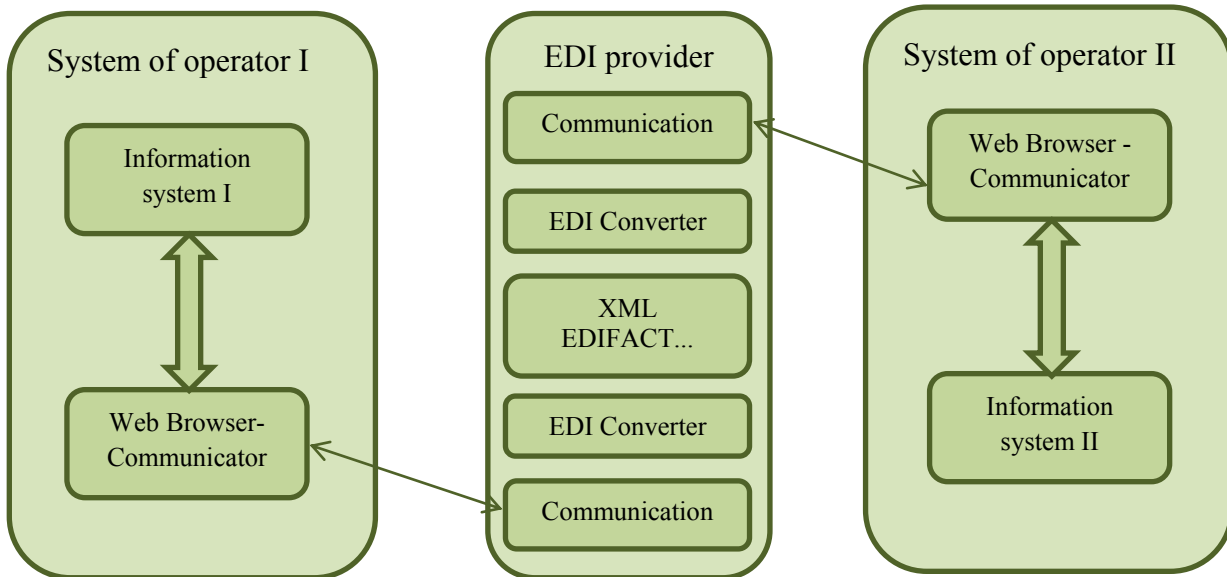 System of operator I
Information
system I
Web Browser-
Communicator
EDI provider
Communication
EDI Converter
XML
EDIFACT...
EDI Converter
Communication
System of operator II
Web Browser -
Communicator
Information
system II